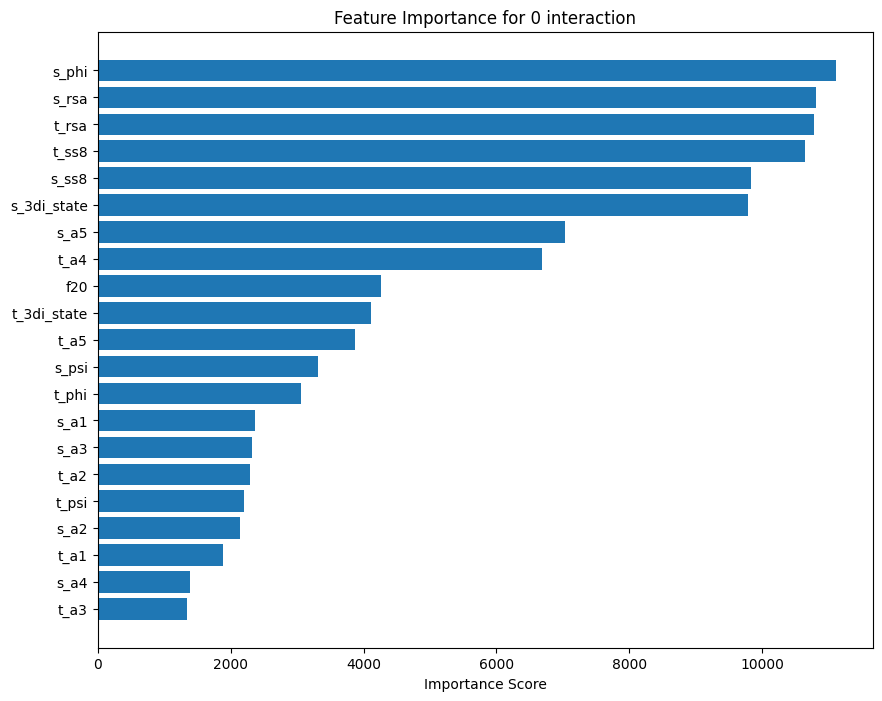 Feature Importance for 0 interaction
s_phi
s_rsa
t_rsa
t_ss8
s_ss8
s_3di_state
s_a5
t_a4
f20
t_3di_state
t_a5
s_psi
t_phi
s_a1
s_a3
t_a2
t_psi
s_a2
t_a1
s_a4
t_a3
0 2000 4000 6000 8000 10000
Importance Score